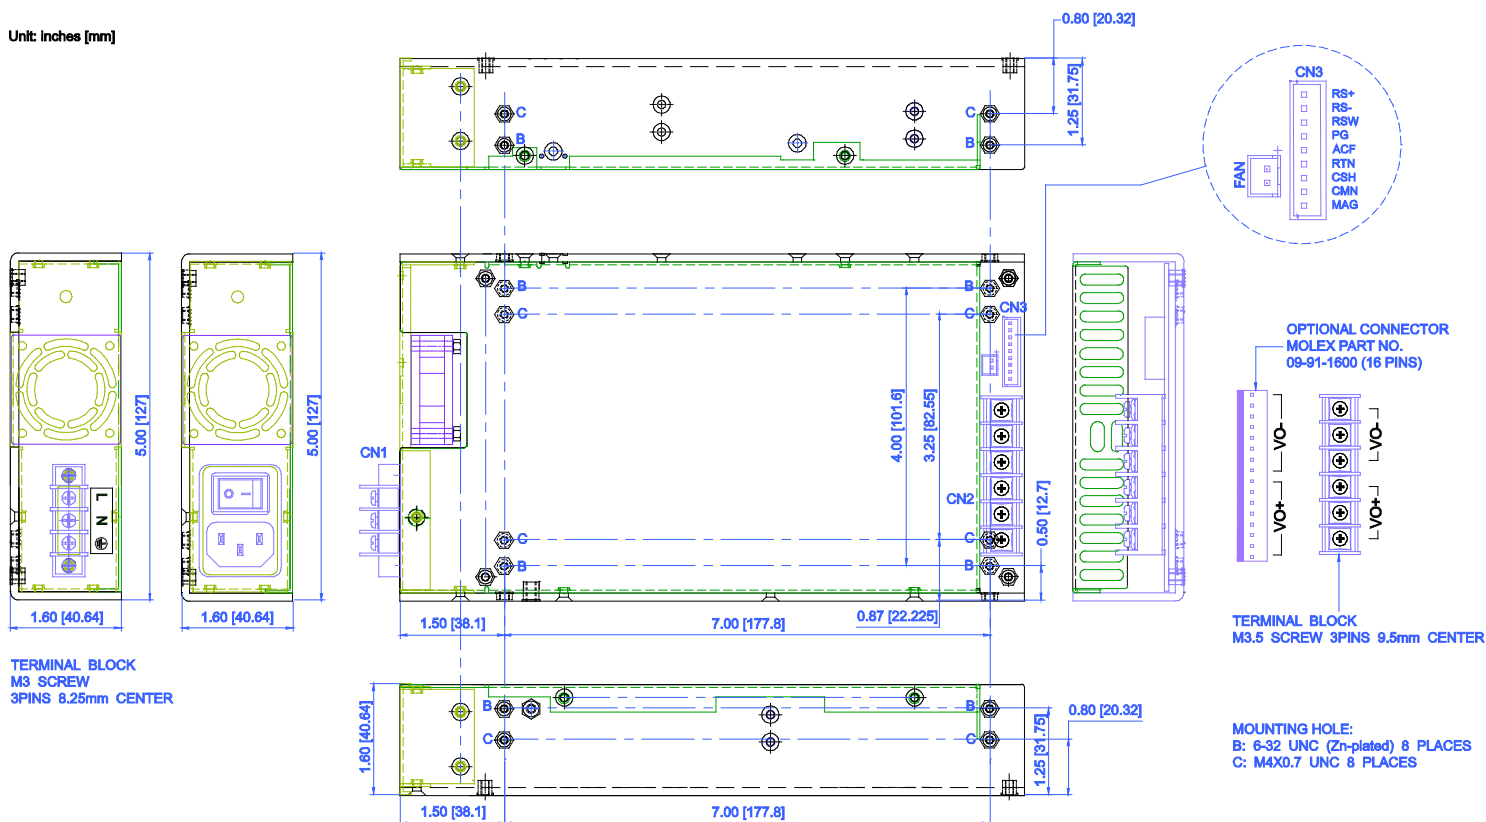 Unit: inches [mm]
0.80 [20.32]
1.25 [31.75]
C
B
C
B
CN3
RS+
RS-
RSW
PG
ACF
RTN
CSH
CMN
MAG
FAN
5.00 [127]
1.60 [40.64]
L
N
TERMINAL BLOCK
M3 SCREW
3PINS 8.25mm CENTER
5.00 [127]
1.60 [40.64]
CN1
B
C
B
C
CN3
4.00 [101.6]
3.25 [82.55]
CN2
0.50 [12.7]
C
B
C
B
1.50 [38.1]
7.00 [177.8]
0.87 [22.225]
OPTIONAL CONNECTOR
MOLEX PART NO.
09-91-1600 (16 PINS)
VO-
VO+
VO-
VO+
TERMINAL BLOCK
M3.5 SCREW 3PINS 9.5mm CENTER
1.60 [40.64]
B
C
B
C
1.25 [31.75]
0.80 [20.32]
1.50 [38.1]
7.00 [177.8]
MOUNTING HOLE:
B: 6-32 UNC (Zn-plated) 8 PLACES
C: M4X0.7 UNC 8 PLACES